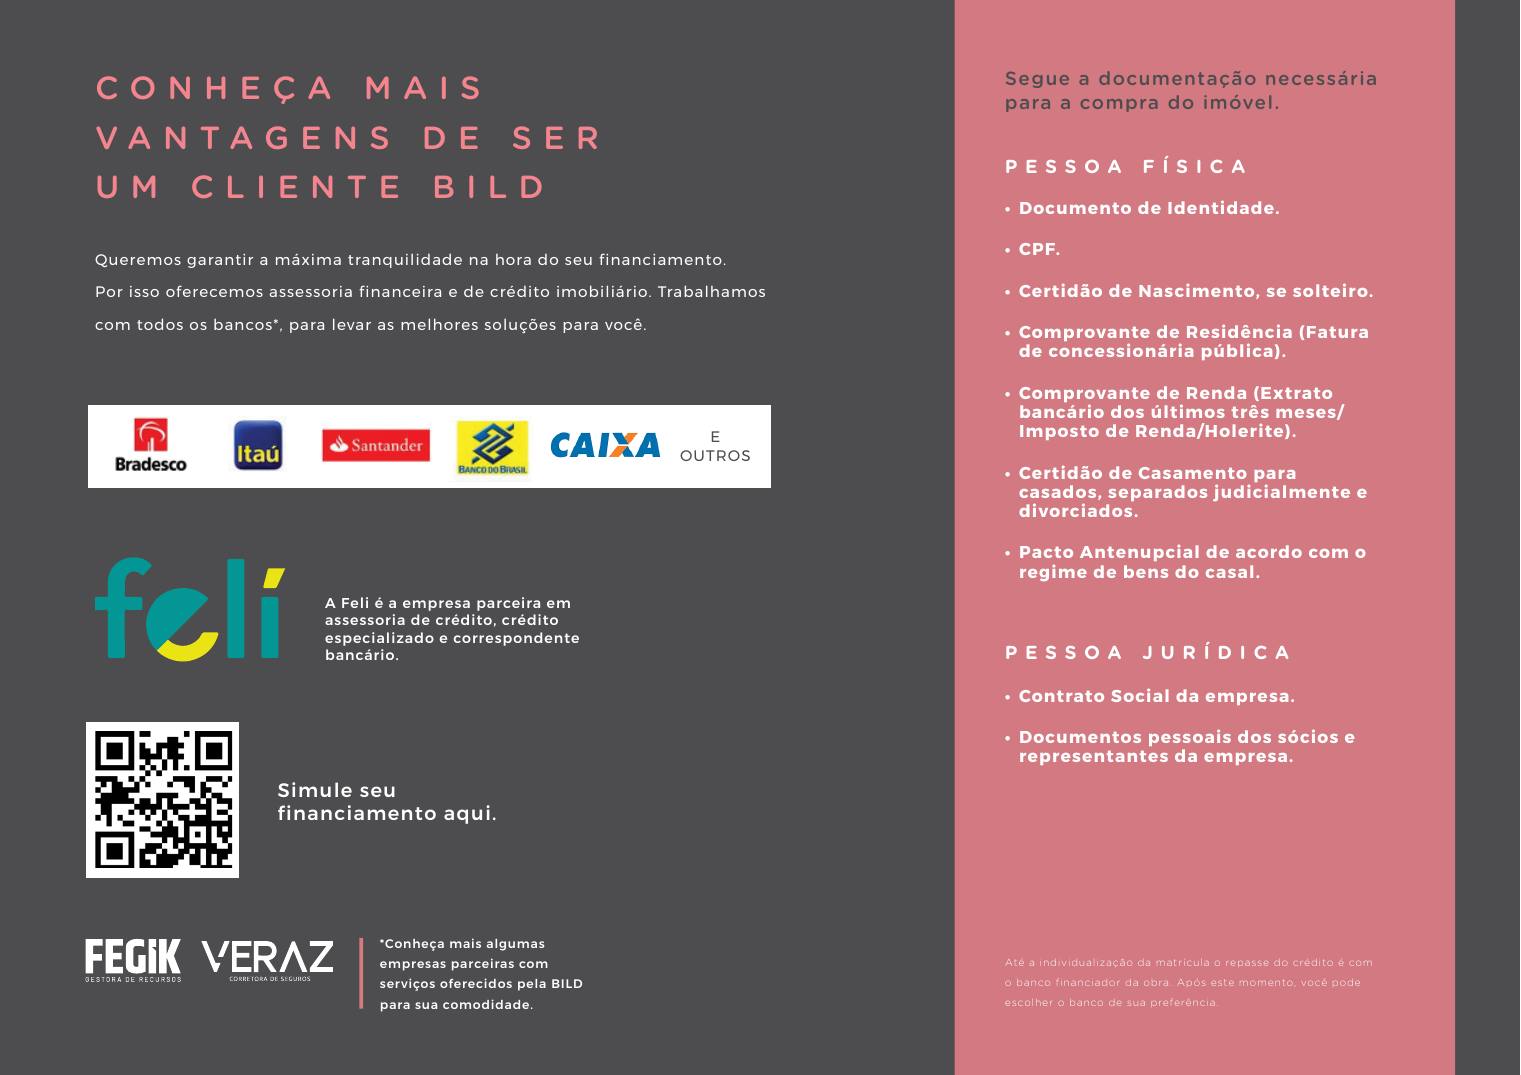 CONHEÇA MAIS
VANTAGENS DE SER
UM CLIENTE BILD
Queremos garantir a máxima tranquilidade na hora do seu financiamento.
Por isso oferecemos assessoria financeira e de crédito imobiliário. Trabalhamos
com todos os bancos*, para levar as melhores soluções para você.
Bradesco
Itaú
Santander
BANCO DO BRASIL
CAIXA
E
OUTROS
feli
A Feli é a empresa parceira em
assessoria de crédito, crédito
especializado e correspondente
bancário.
Simule seu
financiamento aqui.
FEGIK
GESTORA DE RECURSOS
VERAZ
CORRETORA DE SEGUROS
*Conheça mais algumas
empresas parceiras com
serviços oferecidos pela BILD
para sua comodidade.
Segue a documentação necessária
para a compra do imóvel.
PESSOA FÍSICA
• Documento de Identidade.
• CPF.
• Certidão de Nascimento, se solteiro.
• Comprovante de Residência (Fatura
de concessionária pública).
• Comprovante de Renda (Extrato
bancário dos últimos três meses/
Imposto de Renda/Holerite).
• Certidão de Casamento para
casados, separados judicialmente e
divorciados.
• Pacto Antenupcial de acordo com o
regime de bens do casal.
PESSOA JURÍDICA
• Contrato Social da empresa.
• Documentos pessoais dos sócios e
representantes da empresa.
Até a individualização da matrícula o repasse do crédito é com
o banco financiador da obra. Após este momento, você pode
escolher o banco de sua preferência.